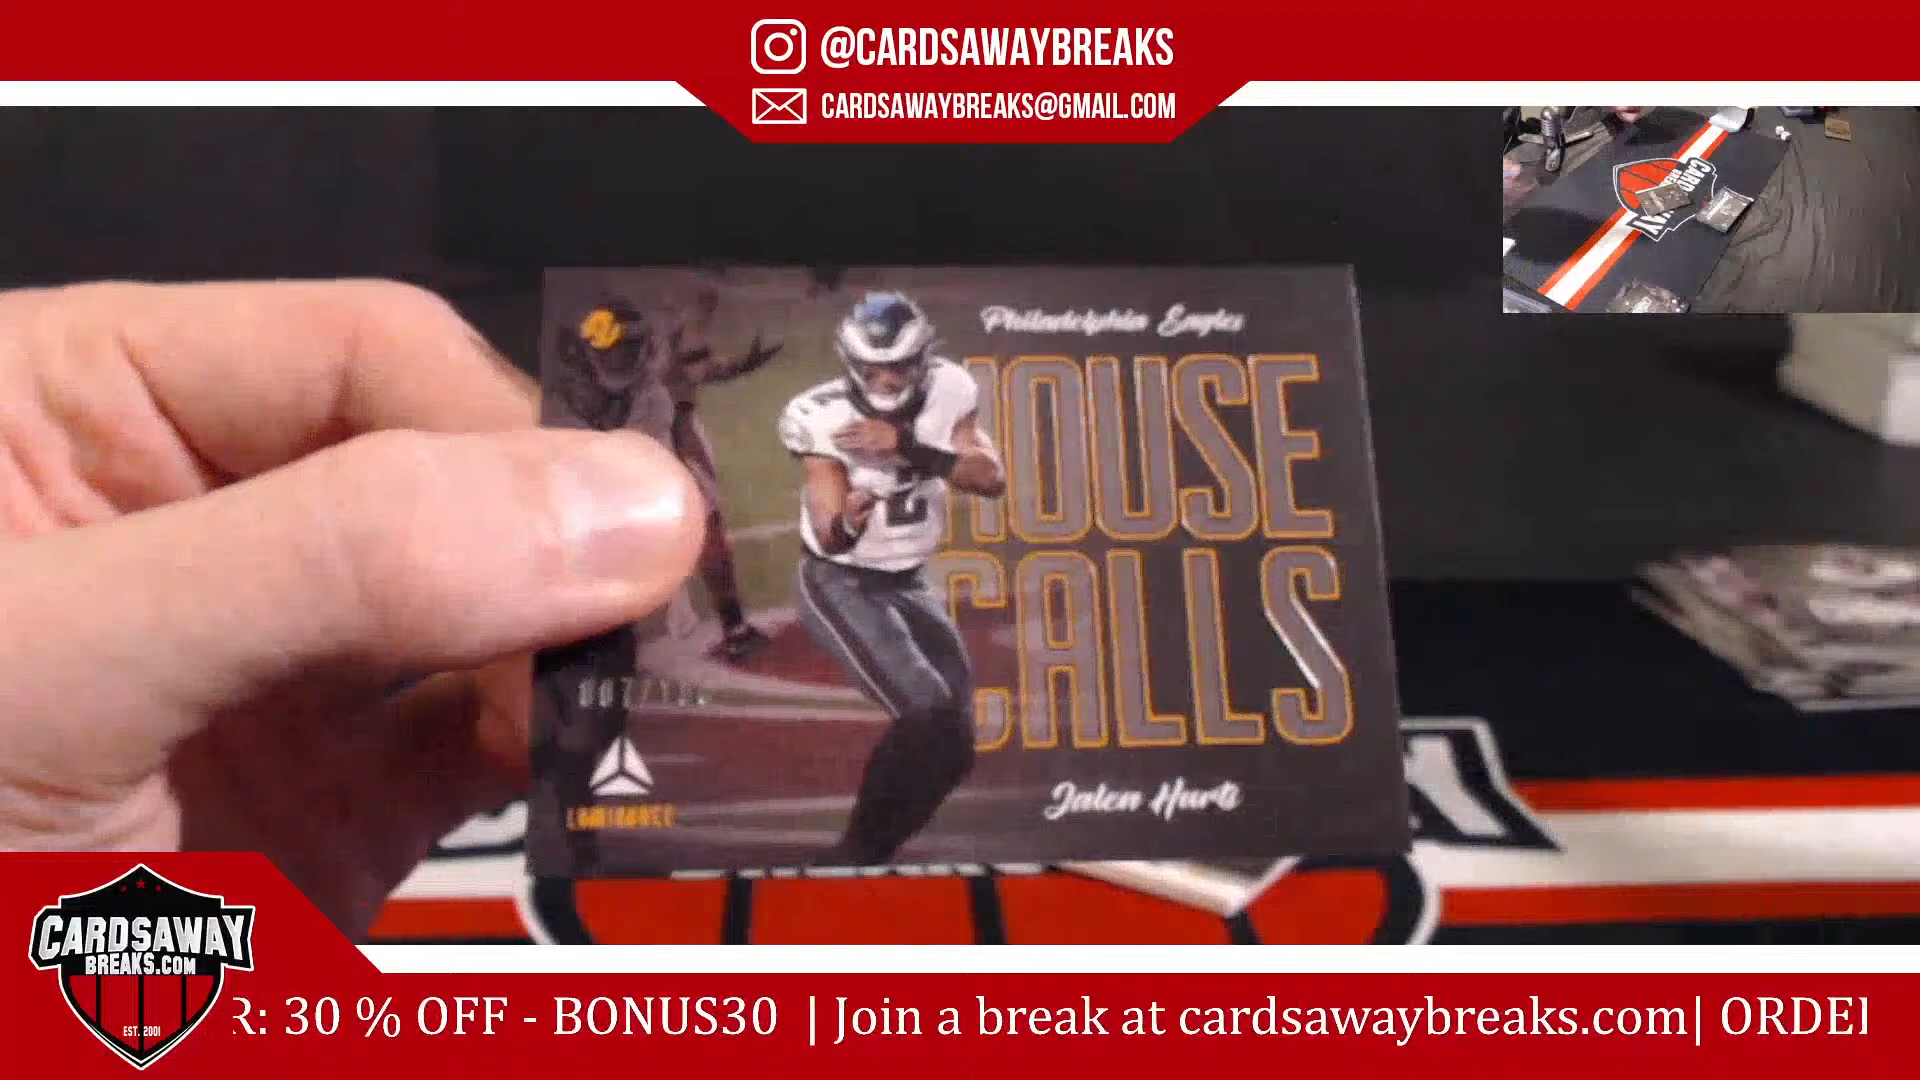 @CARDSAWAYBREAKS
CARDSAWAYBREAKS@GMAIL.COM
Philadelphia Eagles
HOUSE
CALLS
Jalen Hurts
LUMINANCE
CARDSAWAY
BREAKS.COM
EST. 2001
R: 30 % OFF - BONUS30 | Join a break at cardsawaybreaks.com| ORDE